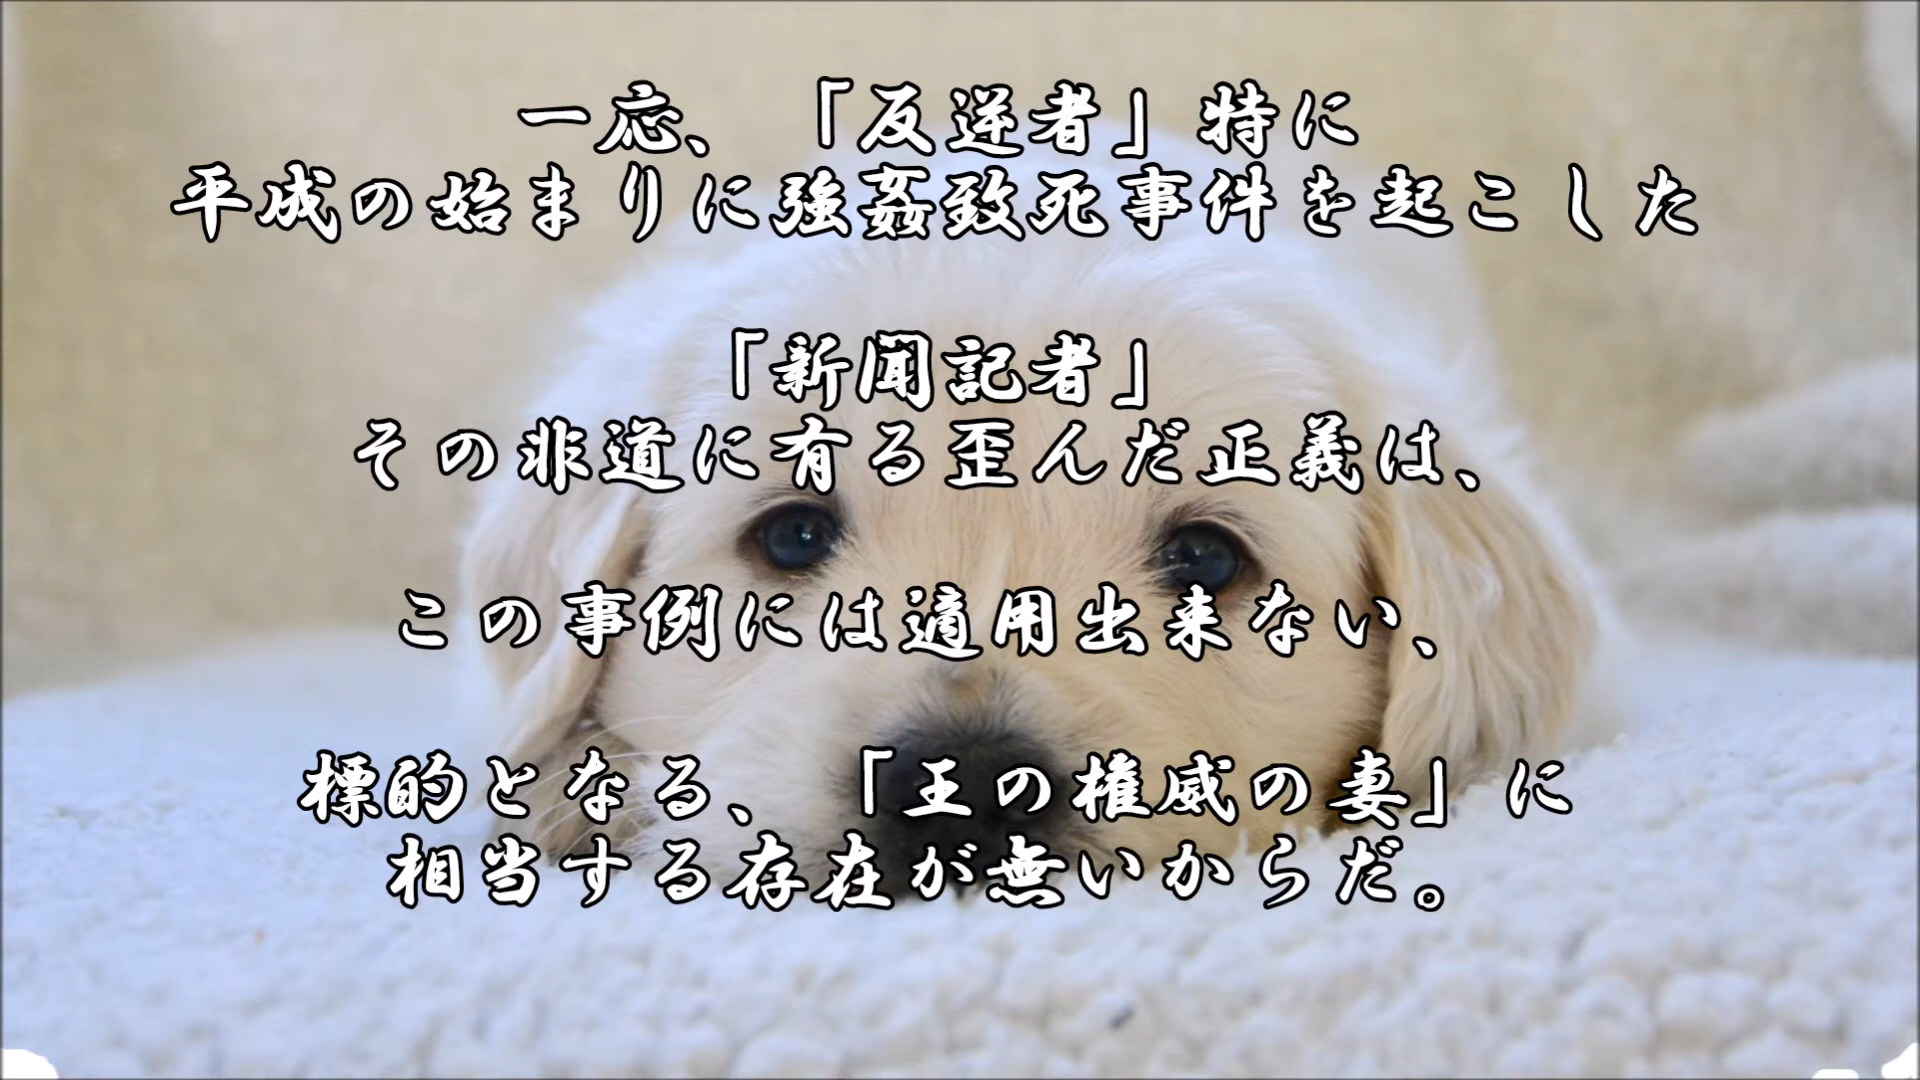 一応、「反逆者」特に
平成の始まりに強姦致死事件を起こした
「新聞記者」
その非道に有る歪んだ正義は、
この事例には適用出来ない、
標的となる、「王の権威の妻」に
相当する存在が無いからだ。